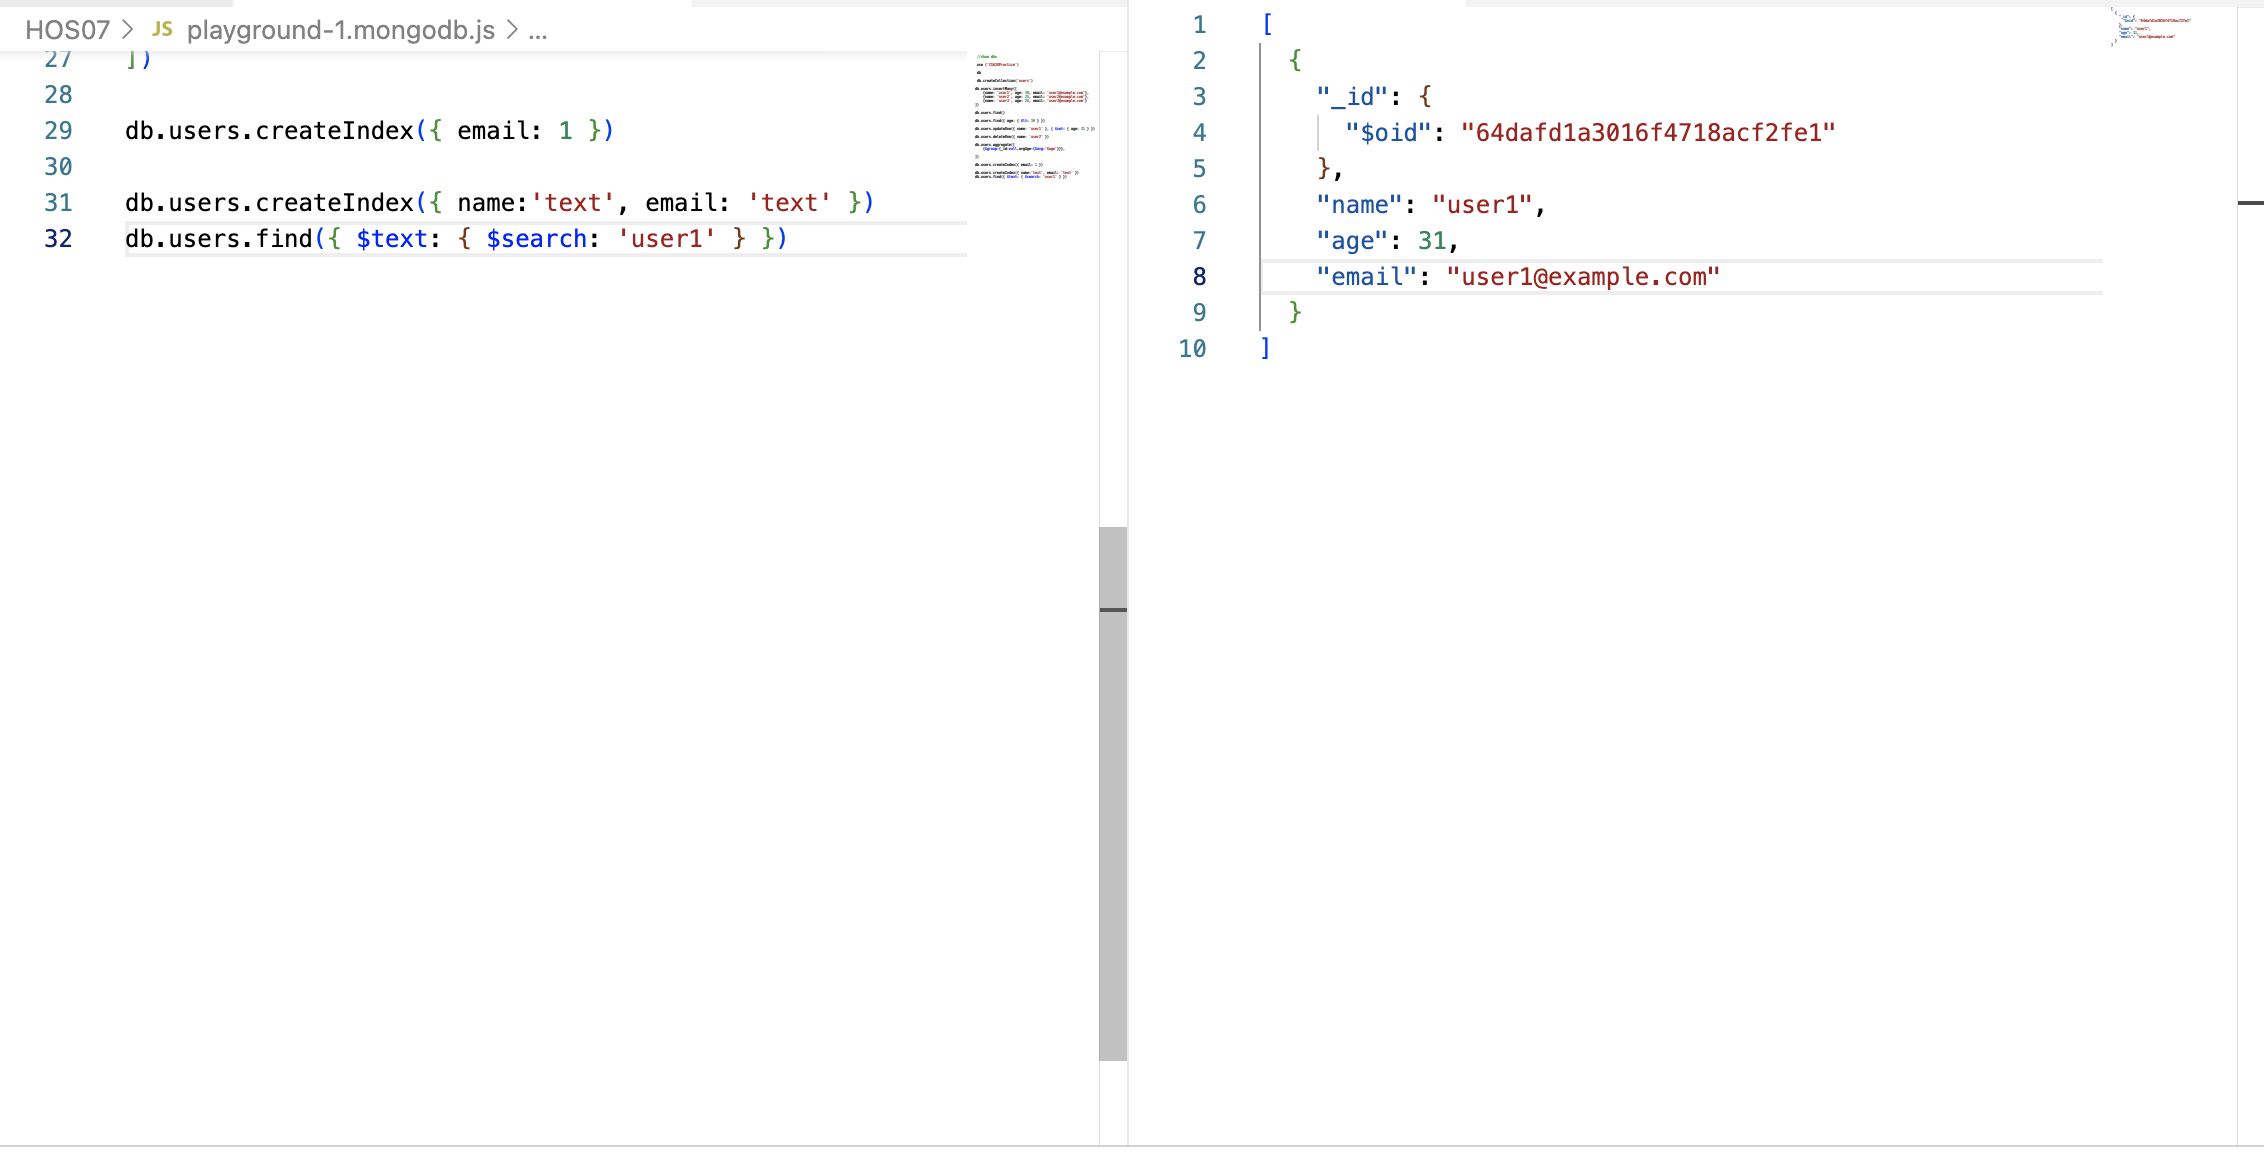 HOS07 > JS playground-1.mongodb.js > ...
27 ])
28
29 db.users.createIndex({ email: 1 })
30
31 db.users.createIndex({ name:'text', email: 'text' })
32 db.users.find({ $text: { $search: 'user1' } })
1 [
2 {
3 "_id": {
4 "$oid": "64dafd1a3016f4718acf2fe1"
5 },
6 "name": "user1",
7 "age": 31,
8 "email": "user1@example.com"
9 }
10 ]